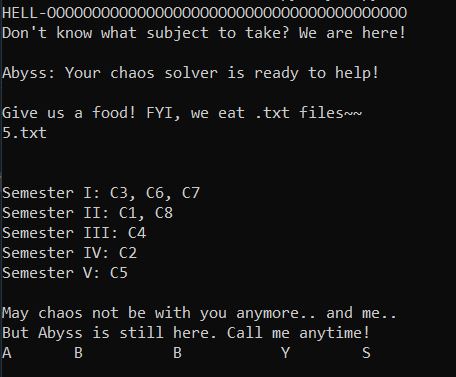 HELL-OOOOOOOOOOOOOOOOOOOOOOOOOOOOOOOOOOOOOOOO
Don't know what subject to take? We are here!
Abyss: Your chaos solver is ready to help!
Give us a food! FYI, we eat .txt files~~
5.txt
Semester I: C3, C6, C7
Semester II: C1, C8
Semester III: C4
Semester IV: C2
Semester V: C5
May chaos not be with you anymore.. and me..
But Abyss is still here. Call me anytime!
A B B Y S